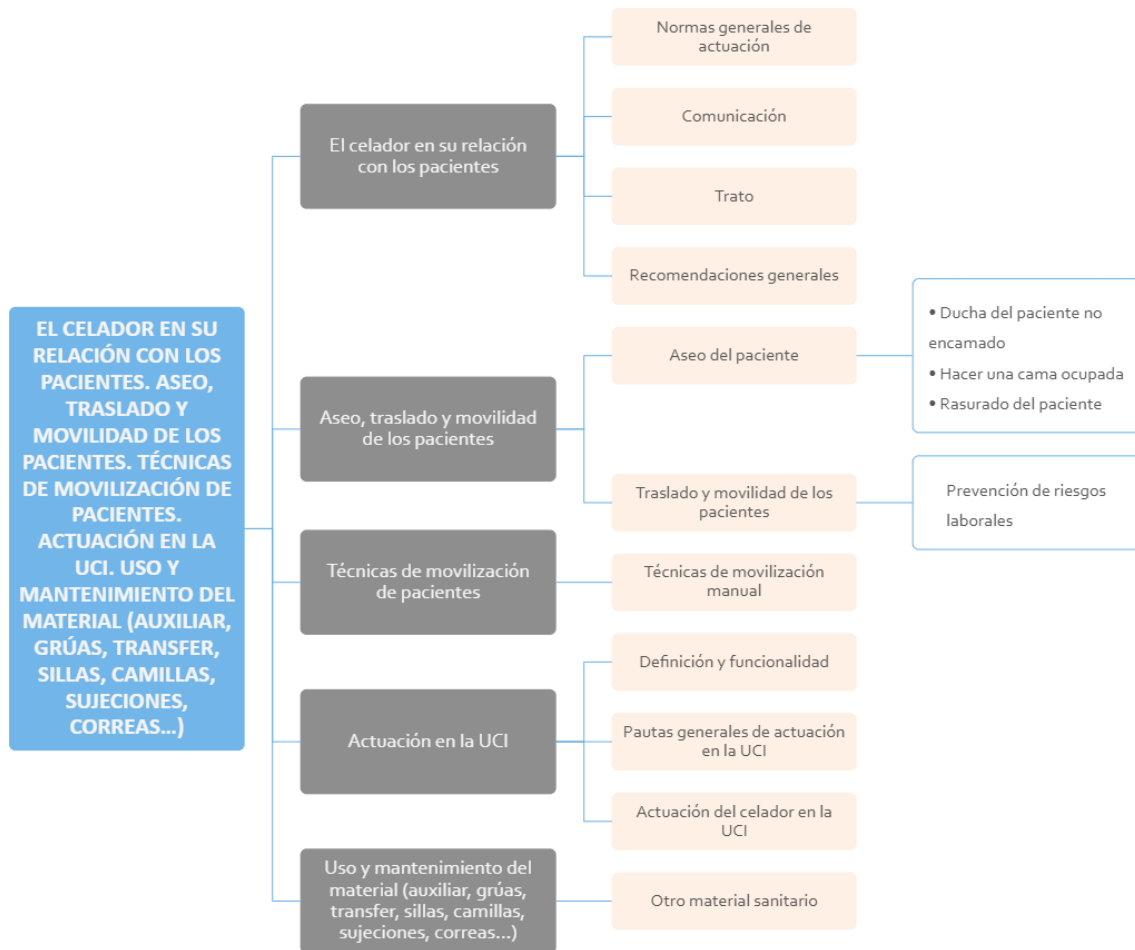 EL CELADOR EN SU
RELACIÓN CON LOS
PACIENTES. ASEO,
TRASLADO Y
MOVILIDAD DE LOS
PACIENTES. TÉCNICAS
DE MOVILIZACIÓN DE
PACIENTES.
ACTUACIÓN EN LA
UCI. USO Y
MANTENIMIENTO DEL
MATERIAL (AUXILIAR,
GRÚAS, TRANSFER,
SILLAS, CAMILLAS,
SUJECIONES,
CORREAS...)
El celador en su relación
con los pacientes
Normas generales de
actuación
Comunicación
Trato
Recomendaciones generales
Aseo, traslado y movilidad
de los pacientes
Aseo del paciente
• Ducha del paciente no
encamado
• Hacer una cama ocupada
• Rasurado del paciente
Traslado y movilidad de los
pacientes
Prevención de riesgos
laborales
Técnicas de movilización
de pacientes
Técnicas de movilización
manual
Actuación en la UCI
Definición y funcionalidad
Pautas generales de actuación
en la UCI
Actuación del celador en la
UCI
Uso y mantenimiento del
material (auxiliar, grúas,
transfer, sillas, camillas,
sujeciones, correas...)
Otro material sanitario